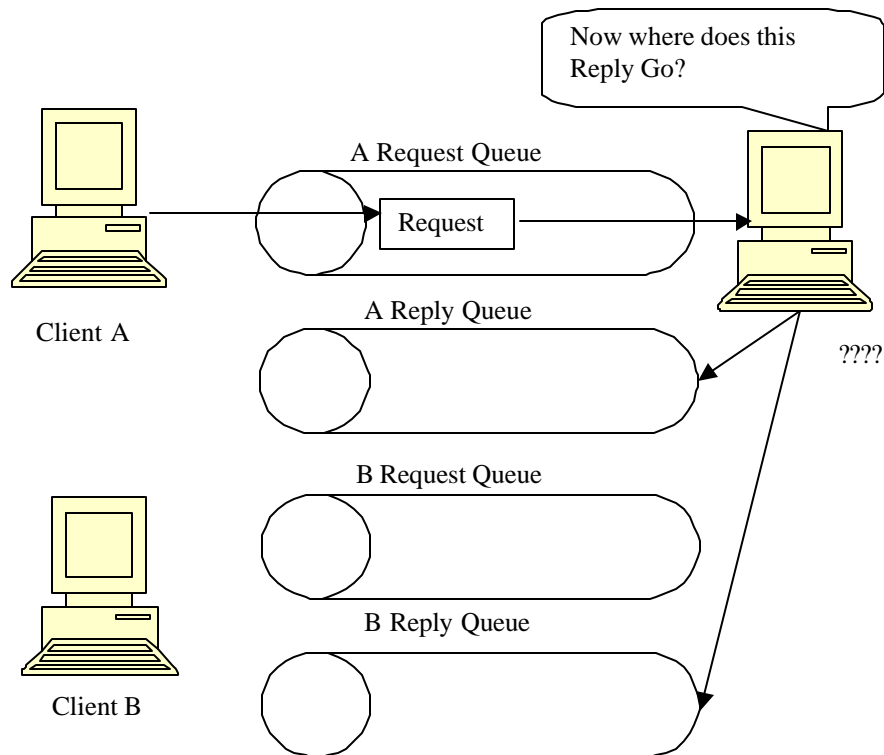 Now where does this
Reply Go?
A Request Queue
Request
A Reply Queue
Client A
????
B Request Queue
B Reply Queue
Client B